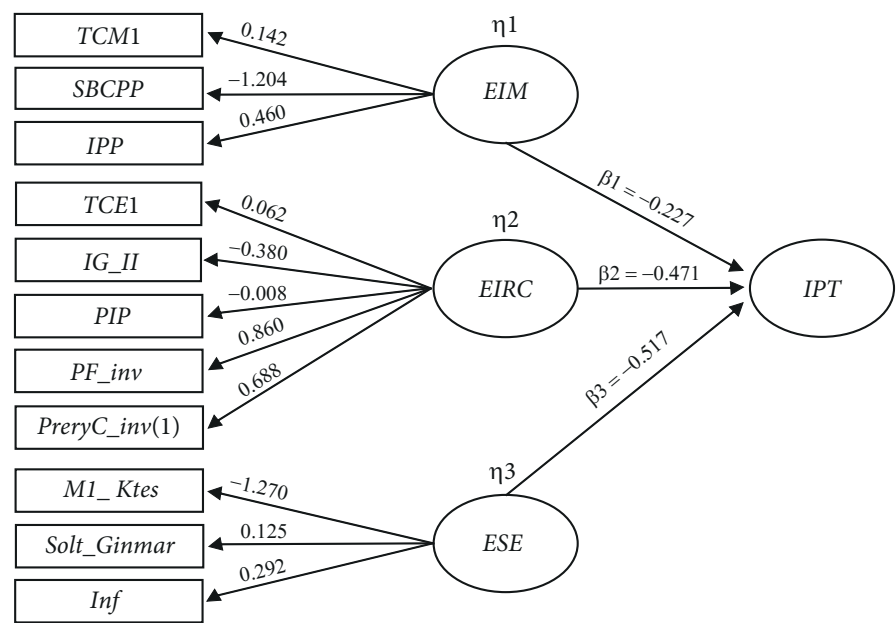 TCM1
SBCPP
IPP
0.142
−1.204
0.460
η1
EIM
β1 = −0.227
TCE1
IG_II
PIP
PF_inv
PreryC_inv(1)
0.062
−0.380
−0.008
0.860
0.688
η2
EIRC
β2 = −0.471
IPT
M1_ Ktes
Solt_Ginmar
Inf
−1.270
0.125
0.292
η3
ESE
β3 = −0.517